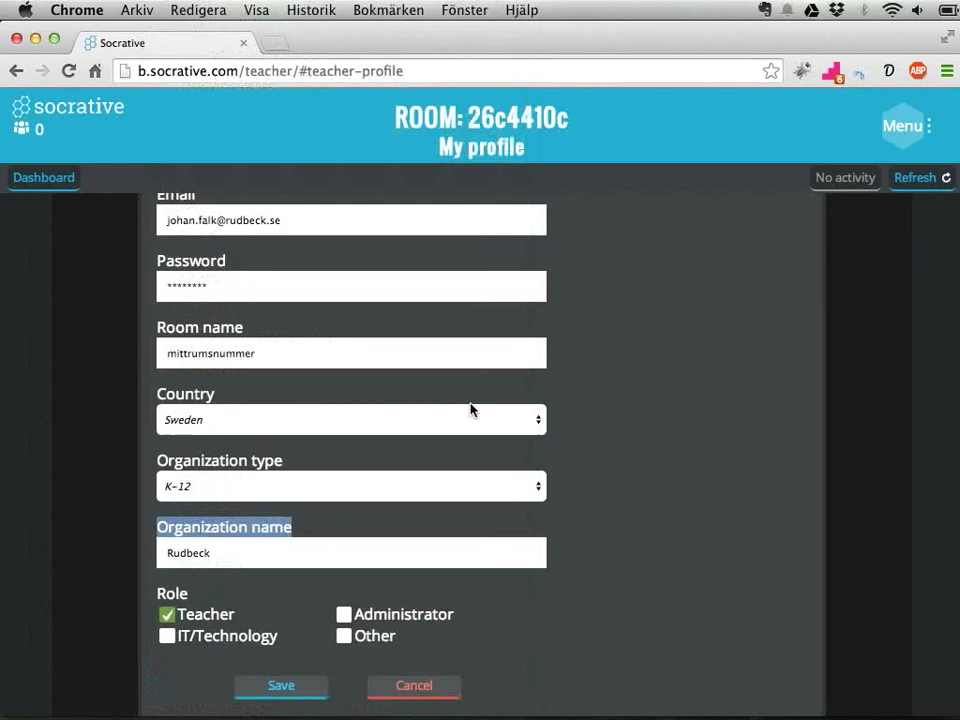 Chrome Arkiv Redigera Visa Historik Bokmärken Fönster Hjälp
Socrative
b.socrative.com/teacher/#teacher-profile
6
D
ABP
socrative
0
ROOM: 26c4410c
My profile
Menu
Dashboard
No activity
Refresh
Email
johan.falk@rudbeck.se
Password
********
Room name
mittrumsnummer
Country
Sweden
Organization type
K-12
Organization name
Rudbeck
Role
Teacher Administrator
IT/Technology Other
Save Cancel